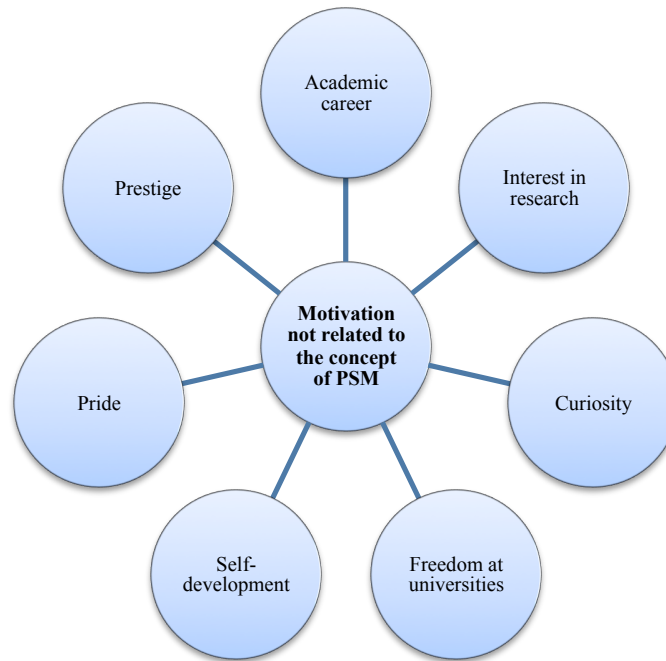 Academic
career
Interest in
research
Curiosity
Freedom at
universities
Self-
development
Pride
Prestige
Motivation
not related to
the concept
of PSM